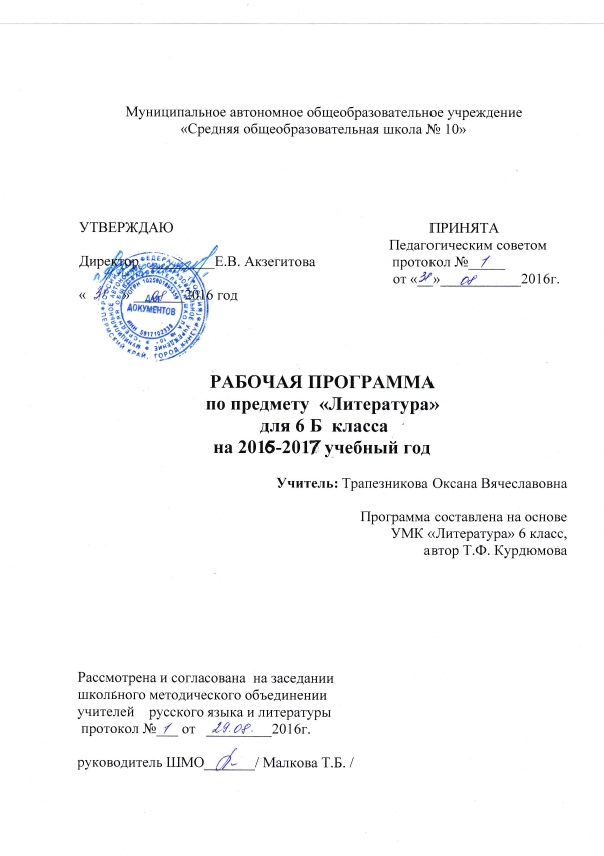 Муниципальное автономное общеобразовательное учреждение
«Средняя общеобразовательная школа № 10»
УТВЕРЖДАЮ
Директор Е.В. Акзегитова
« » 08 2016 год
ДЛЯ
ДОКУМЕНТОВ
ПРИНЯТА
Педагогическим советом
протокол № 1
от «31» 08 2016г.
РАБОЧАЯ ПРОГРАММА
по предмету «Литература»
для 6 Б класса
на 2016-2017 учебный год
Учитель: Трапезникова Оксана Вячеславовна
Программа составлена на основе
УМК «Литература» 6 класс,
автор Т.Ф. Курдюмова
Рассмотрена и согласована на заседании
школьного методического объединении
учителей русского языка и литературы
протокол № 1 от 29.08. 2016г.
руководитель ШМО / Малкова Т.Б. /